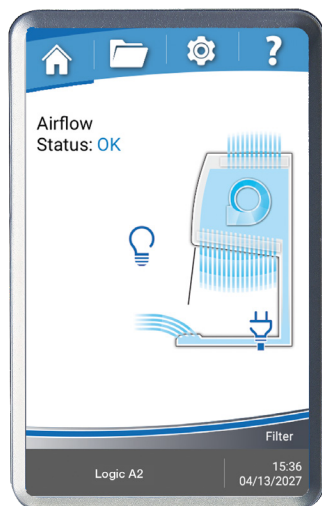 ?
Airflow
Status: OK
Filter
Logic A2
15:36
04/13/2027